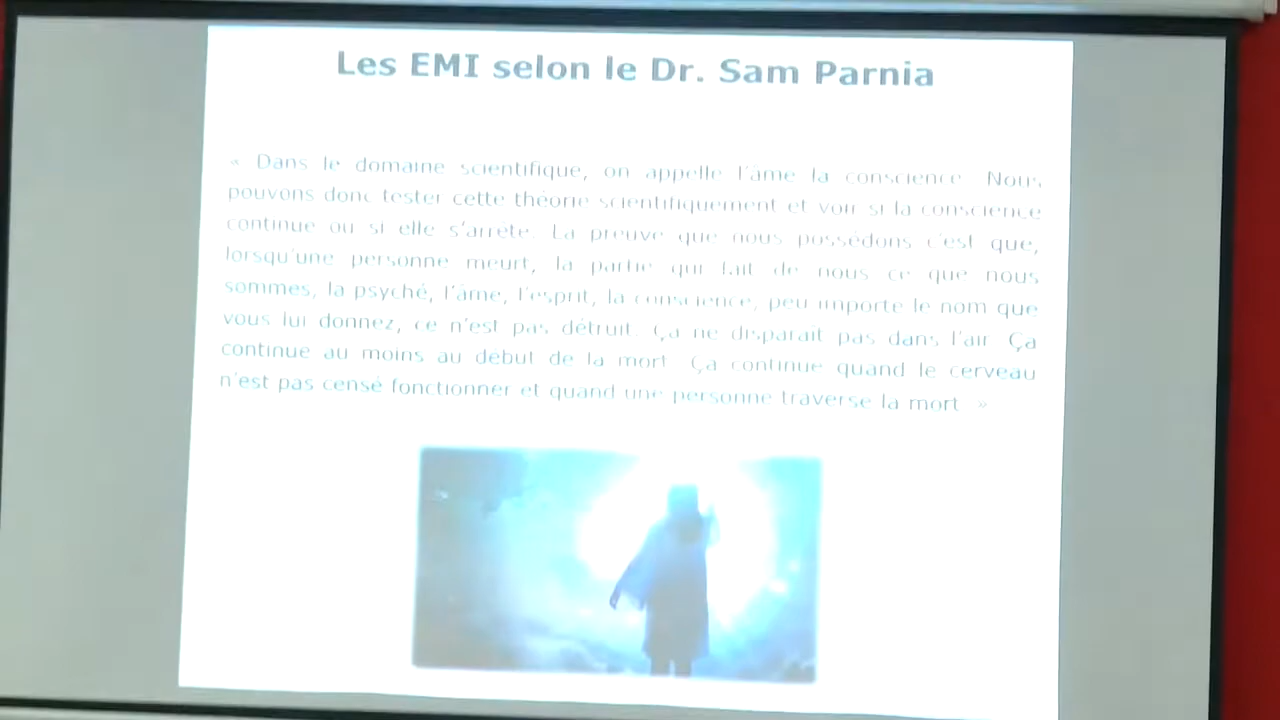 Les EMI selon le Dr. Sam Parnia
« Dans le domaine scientifique, on appelle l'âme la conscience. Nous
pouvons donc tester cette théorie scientifiquement et voir si la conscience
continue ou si elle s'arrête. La preuve que nous possédons c'est que,
lorsqu'une personne meurt, la partie qui fait de nous ce que nous
sommes, la psyché, l'âme, l'esprit, la conscience, peu importe le nom que
vous lui donnez, ce n'est pas détruit. Ça ne disparait pas dans l'air. Ça
continue au moins au début de la mort. Ça continue quand le cerveau
n'est pas censé fonctionner et quand une personne traverse la mort. »